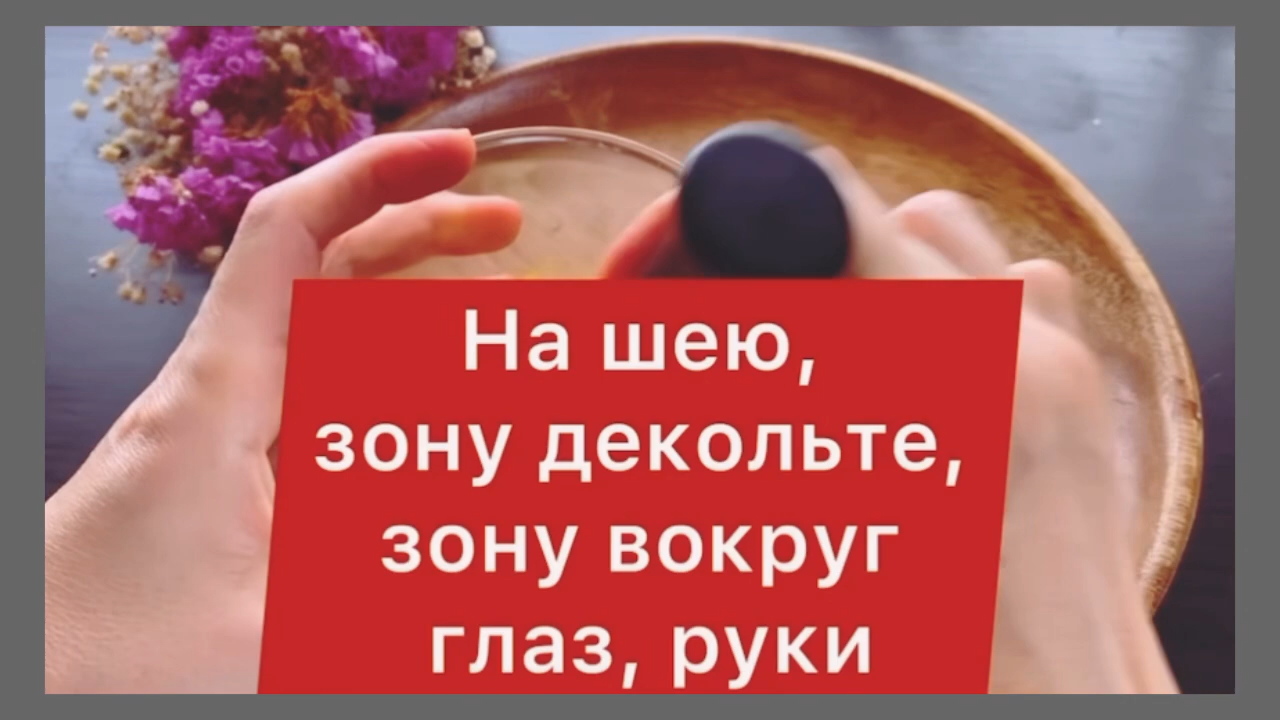 На шею,
зону декольте,
зону вокруг
глаз, руки